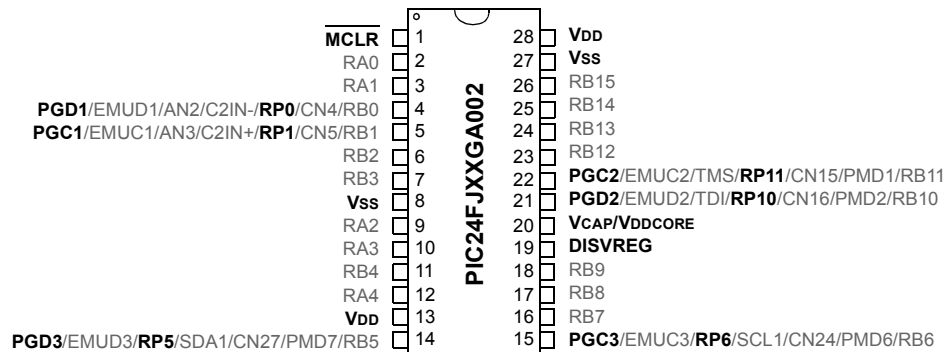 MCLR 1
RA0 2
RA1 3
PGD1/EMUD1/AN2/C2IN-/RP0/CN4/RB0 4
PGC1/EMUC1/AN3/C2IN+/RP1/CN5/RB1 5
RB2 6
RB3 7
VSS 8
RA2 9
RA3 10
RB4 11
RA4 12
VDD 13
PGD3/EMUD3/RP5/SDA1/CN27/PMD7/RB5 14
PIC24FJXXGA002
28 VDD
27 VSS
26 RB15
25 RB14
24 RB13
23 RB12
22 PGC2/EMUC2/TMS/RP11/CN15/PMD1/RB11
21 PGD2/EMUD2/TDI/RP10/CN16/PMD2/RB10
20 VCAP/VDDCORE
19 DISVREG
18 RB9
17 RB8
16 RB7
15 PGC3/EMUC3/RP6/SCL1/CN24/PMD6/RB6